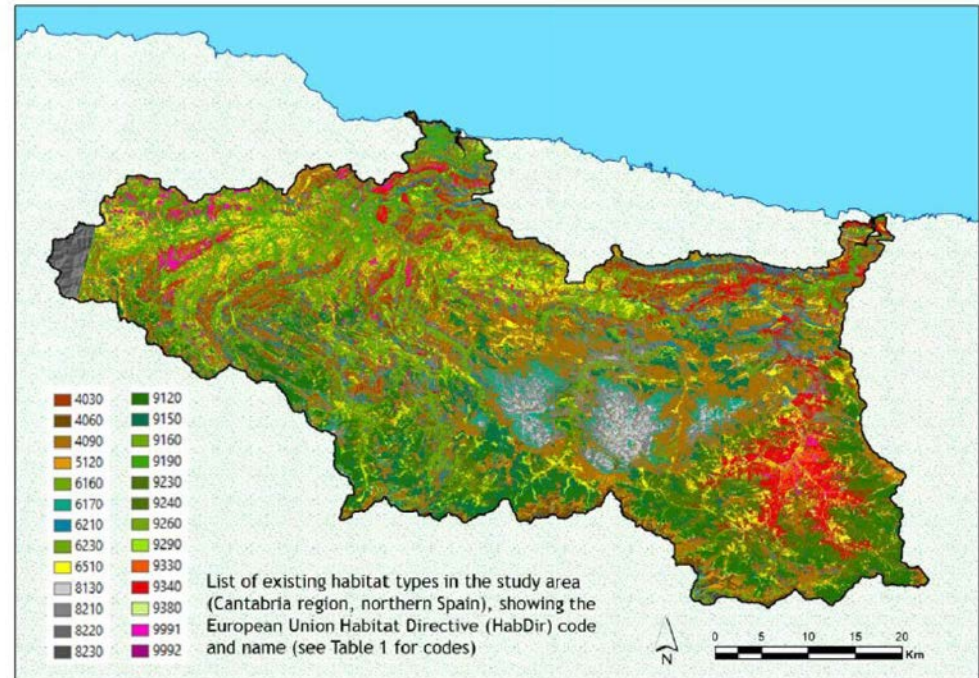 4030 9120
4060 9150
4090 9160
5120 9190
6160 9230
6170 9240
6210 9260
6230 9290
6510 9330
8130 9340
8210 9380
8220 9991
8230 9992
List of existing habitat types in the study area
(Cantabria region, northern Spain), showing the
European Union Habitat Directive (HabDir) code
and name (see Table 1 for codes)
N
0 5 10 15 20
Km